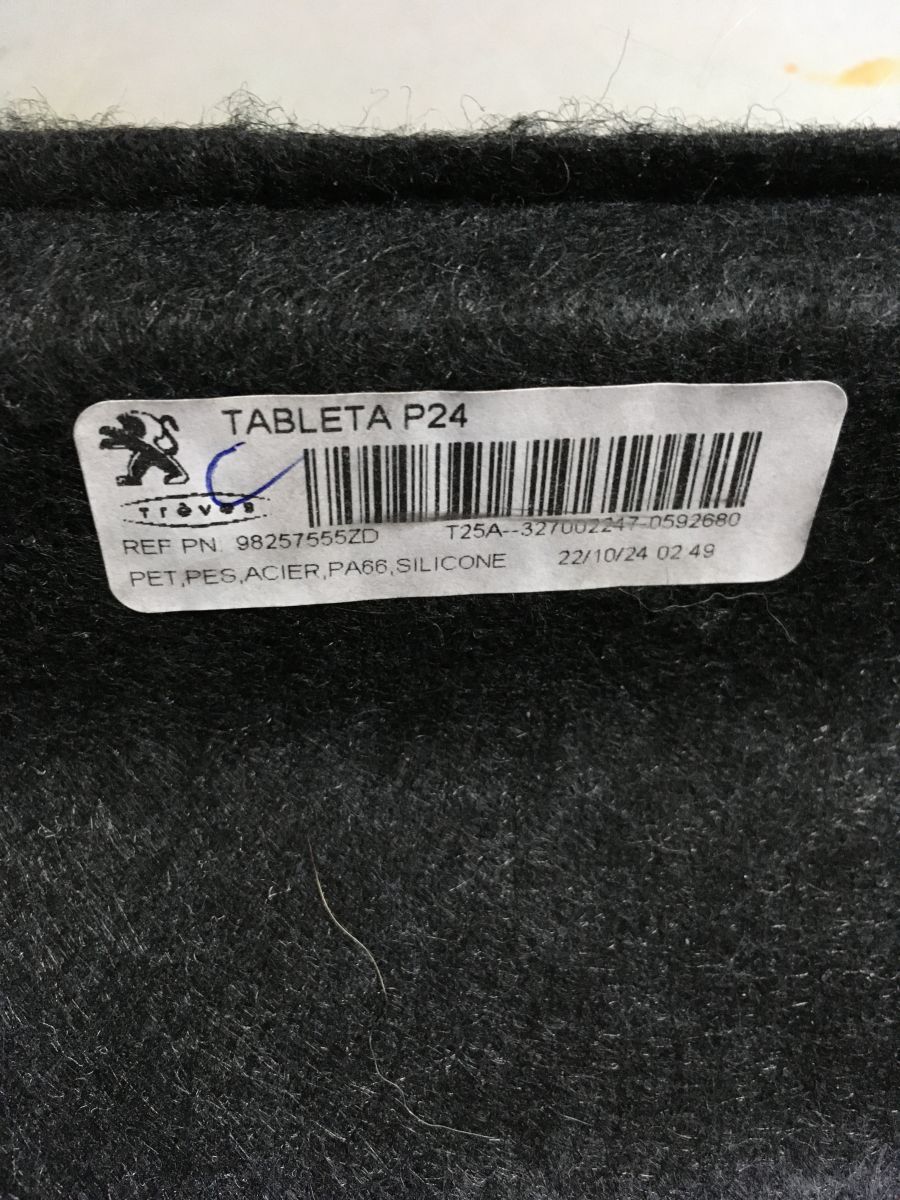 TABLETA P24
Trèves
REF PN 98257555ZD T25A--327002247-0592680
PET,PES,ACIER,PA66,SILICONE 22/10/24 02 49